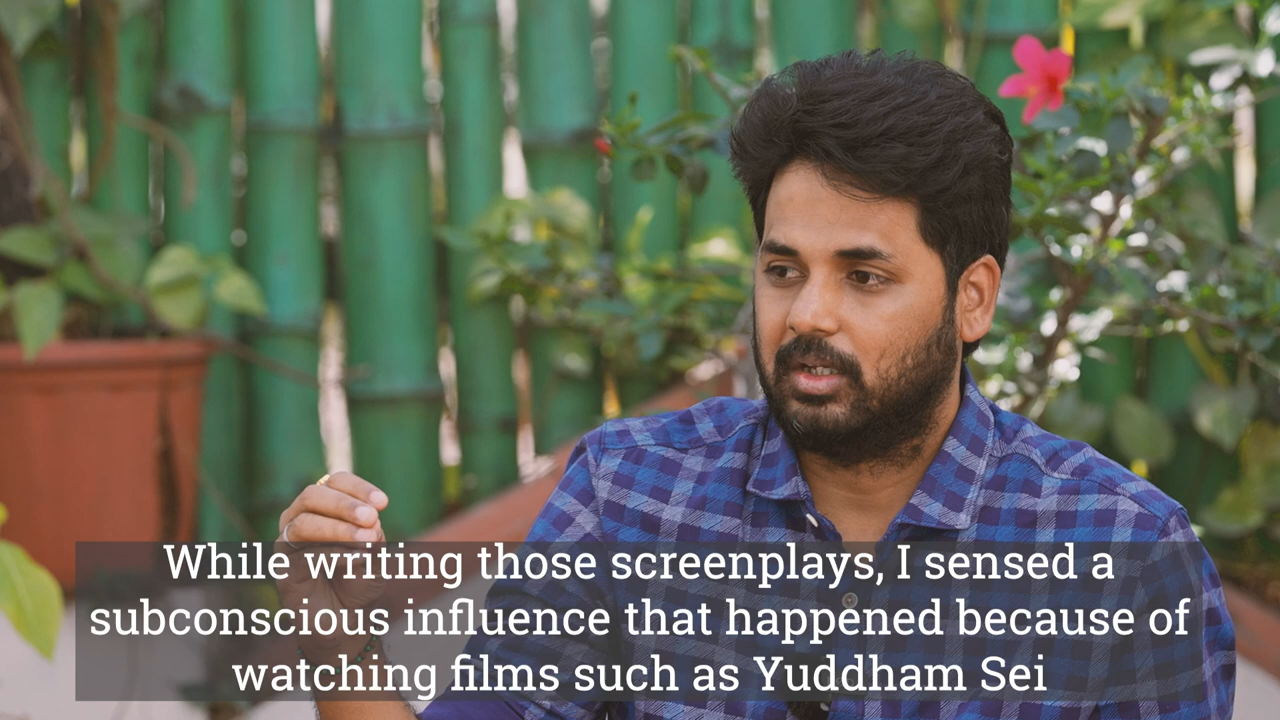 While writing those screenplays, I sensed a
subconscious influence that happened because of
watching films such as Yuddham Sei